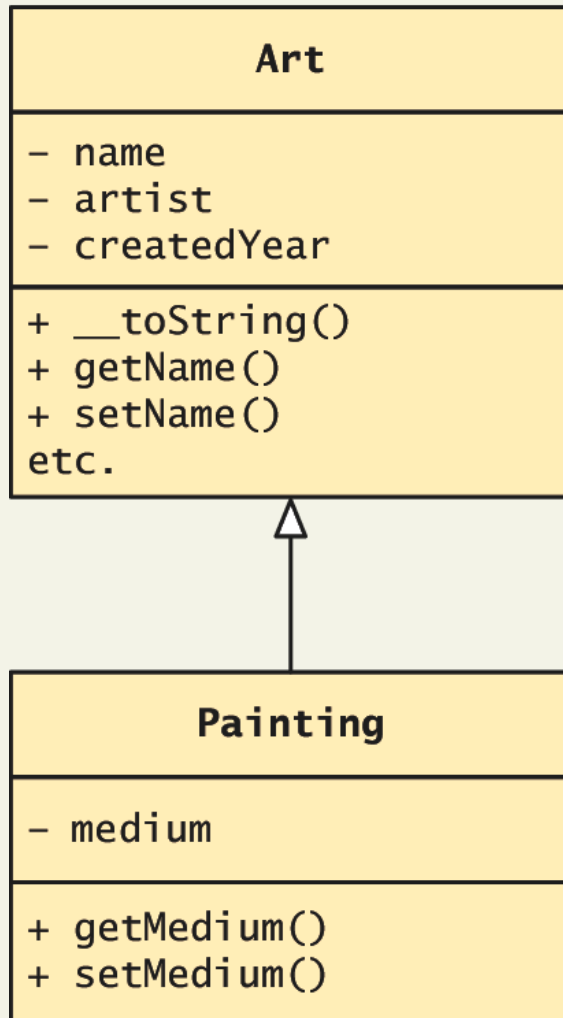 Art
- name
- artist
- createdYear
+ __toString()
+ getName()
+ setName()
etc.
Painting
- medium
+ getMedium()
+ setMedium()